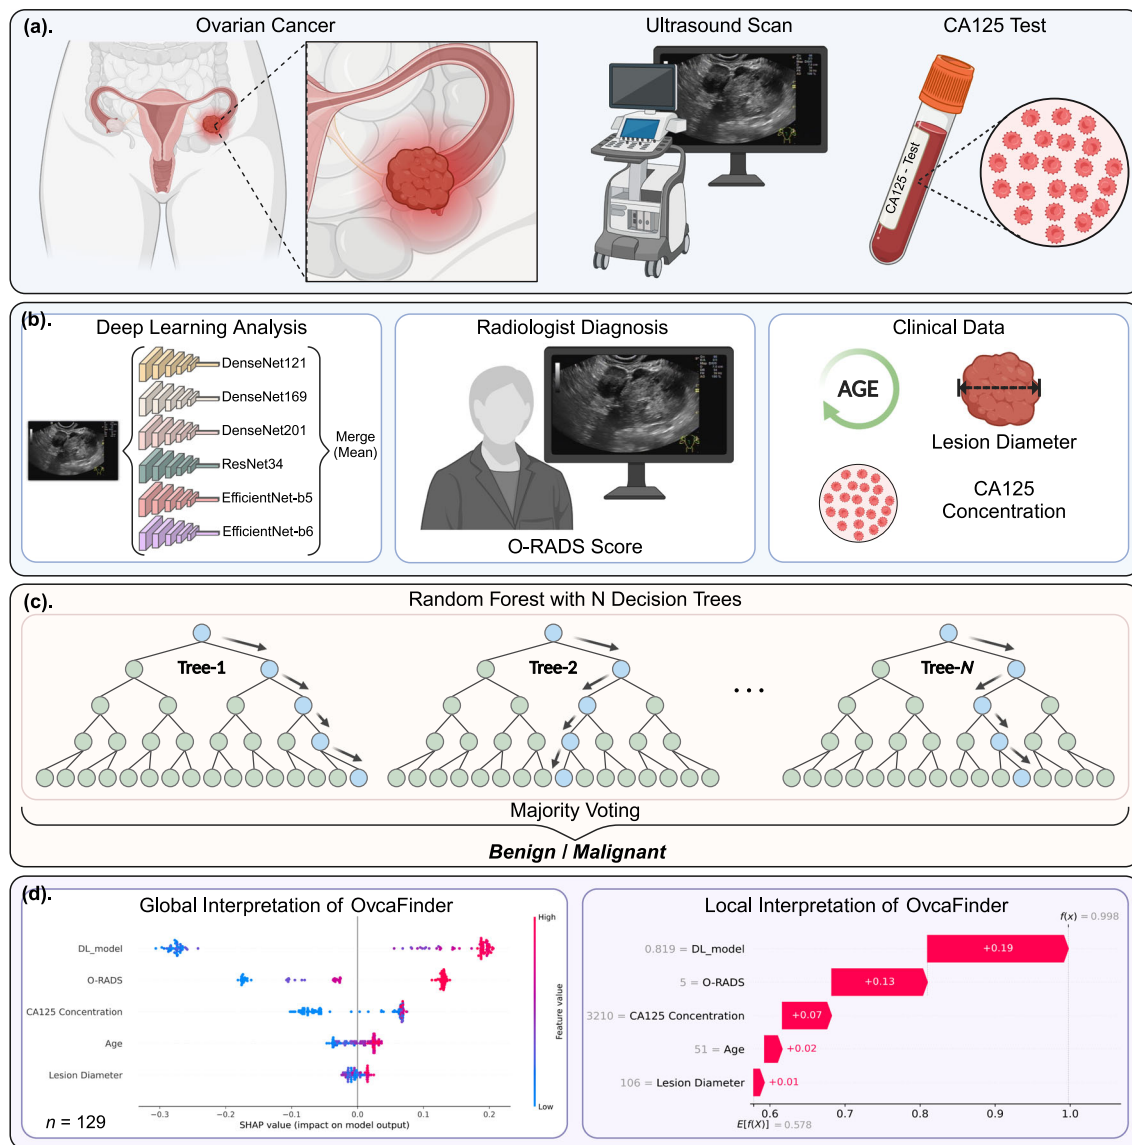 (a).
Ovarian Cancer
Ultrasound Scan
CA125 Test
CA125 - Test
(b).
Deep Learning Analysis
DenseNet121
DenseNet169
DenseNet201
ResNet34
EfficientNet-b5
EfficientNet-b6
Merge
(Mean)
Radiologist Diagnosis
O-RADS Score
Clinical Data
AGE
Lesion Diameter
CA125
Concentration
(c).
Random Forest with N Decision Trees
Tree-1
Tree-2
. . .
Tree-N
Majority Voting
Benign / Malignant
(d).
Global Interpretation of OvcaFinder
High
DL_model
O-RADS
CA125 Concentration
Age
Lesion Diameter
Feature value
Low
n = 129
−0.3
−0.2
−0.1
0.0
0.1
0.2
SHAP value (impact on model output)
Local Interpretation of OvcaFinder
f(x) = 0.998
0.819 = DL_model
+0.19
5 = O-RADS
+0.13
3210 = CA125 Concentration
+0.07
51 = Age
+0.02
106 = Lesion Diameter
+0.01
0.6
0.7
0.8
0.9
1.0
E[f(X)] = 0.578